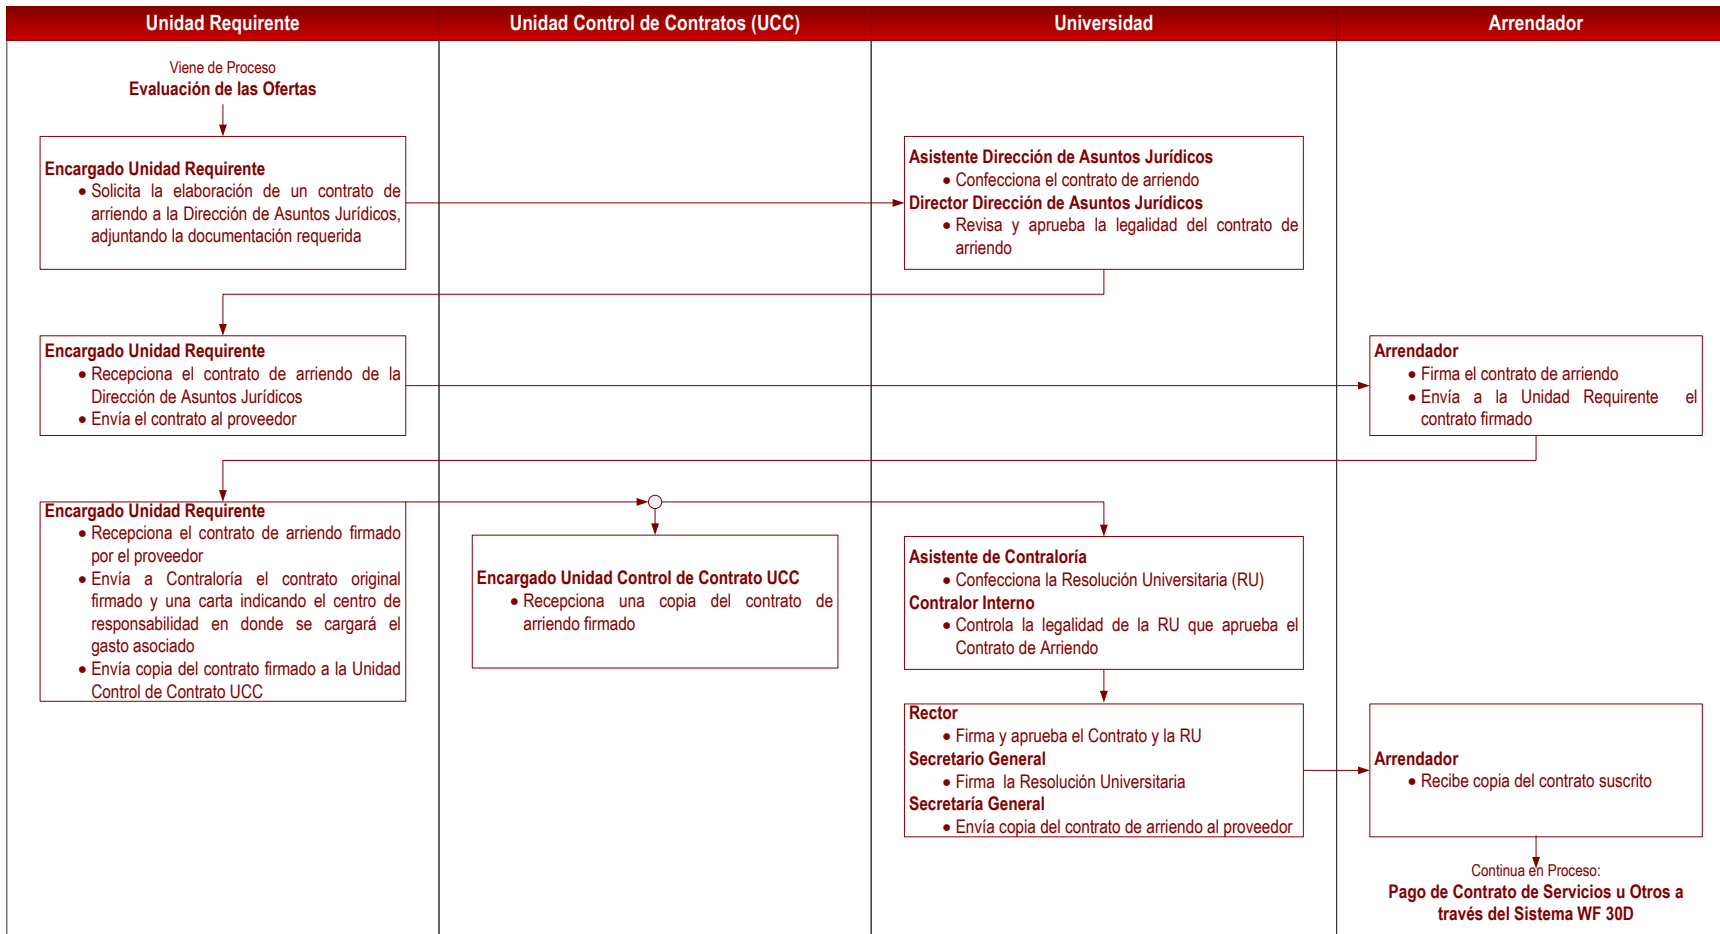 Unidad Requirente
Unidad Control de Contratos (UCC)
Universidad
Arrendador
Viene de Proceso
Evaluación de las Ofertas
Encargado Unidad Requirente
• Solicita la elaboración de un contrato de
arriendo a la Dirección de Asuntos Jurídicos,
adjuntando la documentación requerida
Asistente Dirección de Asuntos Jurídicos
• Confecciona el contrato de arriendo
Director Dirección de Asuntos Jurídicos
• Revisa y aprueba la legalidad del contrato de
arriendo
Encargado Unidad Requirente
• Recepciona el contrato de arriendo de la
Dirección de Asuntos Jurídicos
• Envía el contrato al proveedor
Arrendador
• Firma el contrato de arriendo
• Envía a la Unidad Requirente el
contrato firmado
Encargado Unidad Requirente
• Recepciona el contrato de arriendo firmado
por el proveedor
• Envía a Contraloría el contrato original
firmado y una carta indicando el centro de
responsabilidad en donde se cargará el
gasto asociado
• Envía copia del contrato firmado a la Unidad
Control de Contrato UCC
Encargado Unidad Control de Contrato UCC
• Recepciona una copia del contrato de
arriendo firmado
Asistente de Contraloría
• Confecciona la Resolución Universitaria (RU)
Contralor Interno
• Controla la legalidad de la RU que aprueba el
Contrato de Arriendo
Rector
• Firma y aprueba el Contrato y la RU
Secretario General
• Firma la Resolución Universitaria
Secretaría General
• Envía copia del contrato de arriendo al proveedor
Arrendador
• Recibe copia del contrato suscrito
Continua en Proceso:
Pago de Contrato de Servicios u Otros a
través del Sistema WF 30D